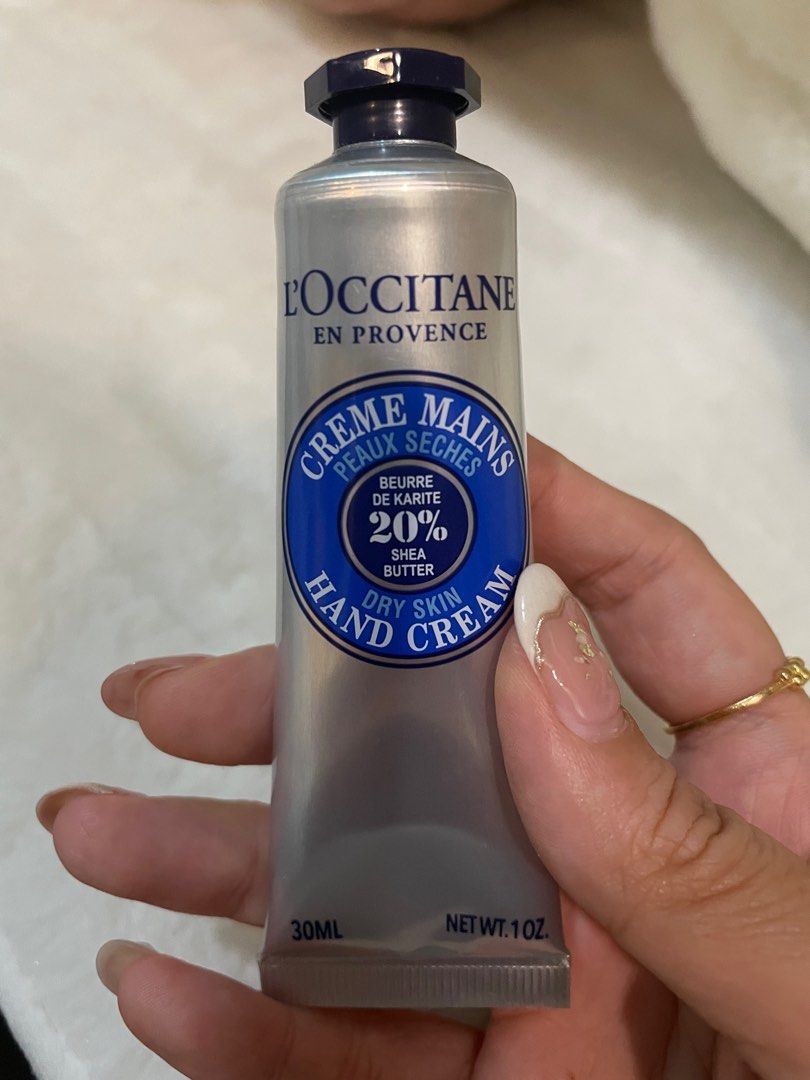 L'OCCITANE
EN PROVENCE
CREME MAINS
PEAUX SECHES
BEURRE
DE KARITE
20%
SHEA
BUTTER
DRY SKIN
HAND CREAM
30ML
NET WT. 1 OZ.